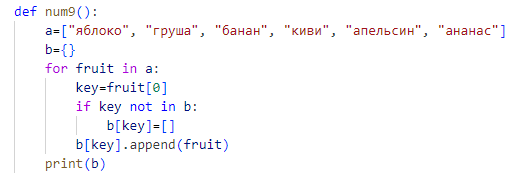 def num9():
    a=["яблоко", "груша", "банан", "киви", "апельсин", "ананас"]
    b={}
    for fruit in a:
        key=fruit[0]
        if key not in b:
            b[key]=[]
        b[key].append(fruit)
    print(b)